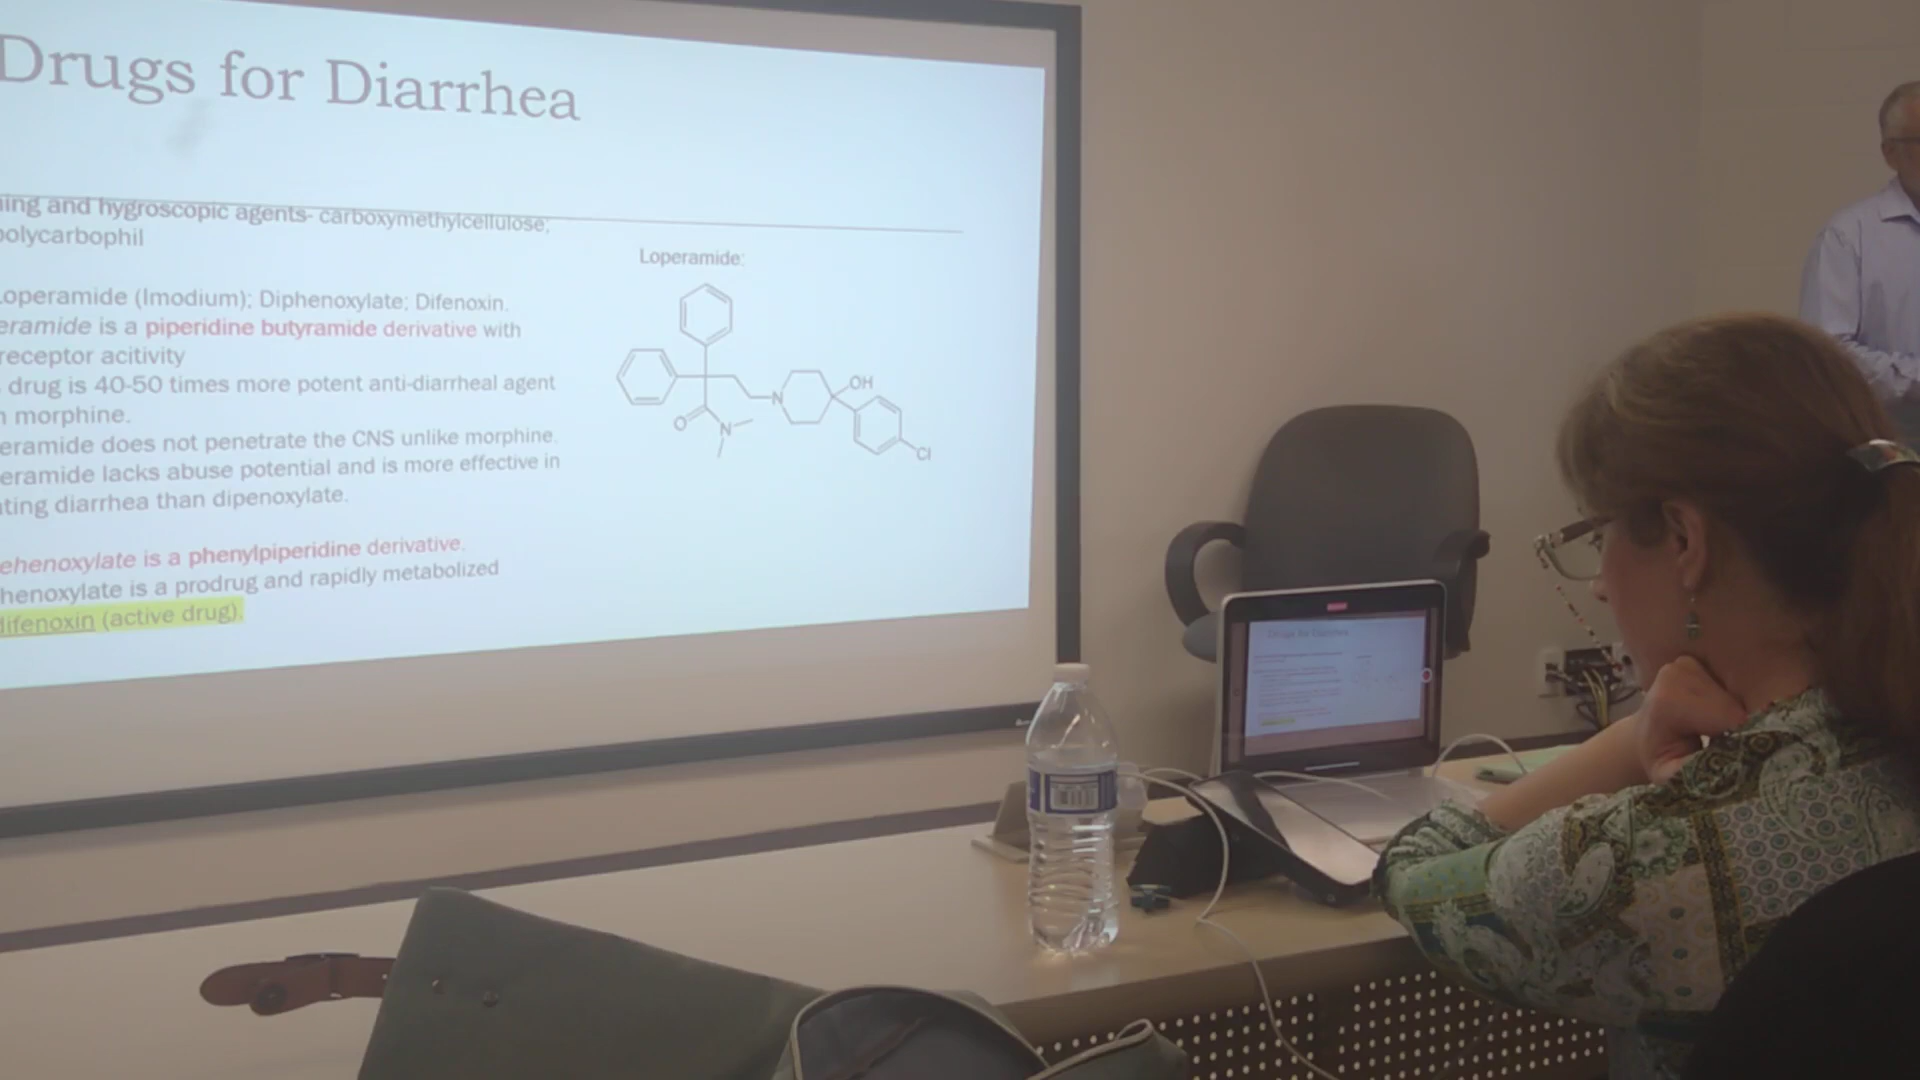 Drugs for Diarrhea
ing and hygroscopic agents- carboxymethylcellulose;
polycarbophil
operamide (Imodium); Diphenoxylate; Difenoxin.
eramide is a piperidine butyramide derivative with
receptor acitivity
drug is 40-50 times more potent anti-diarrheal agent
morphine.
eramide does not penetrate the CNS unlike morphine.
eramide lacks abuse potential and is more effective in
ting diarrhea than dipenoxylate.
ehenoxylate is a phenylpiperidine derivative.
henoxylate is a prodrug and rapidly metabolized
difenoxin (active drug).
Loperamide:
OH
N
O
N
Cl